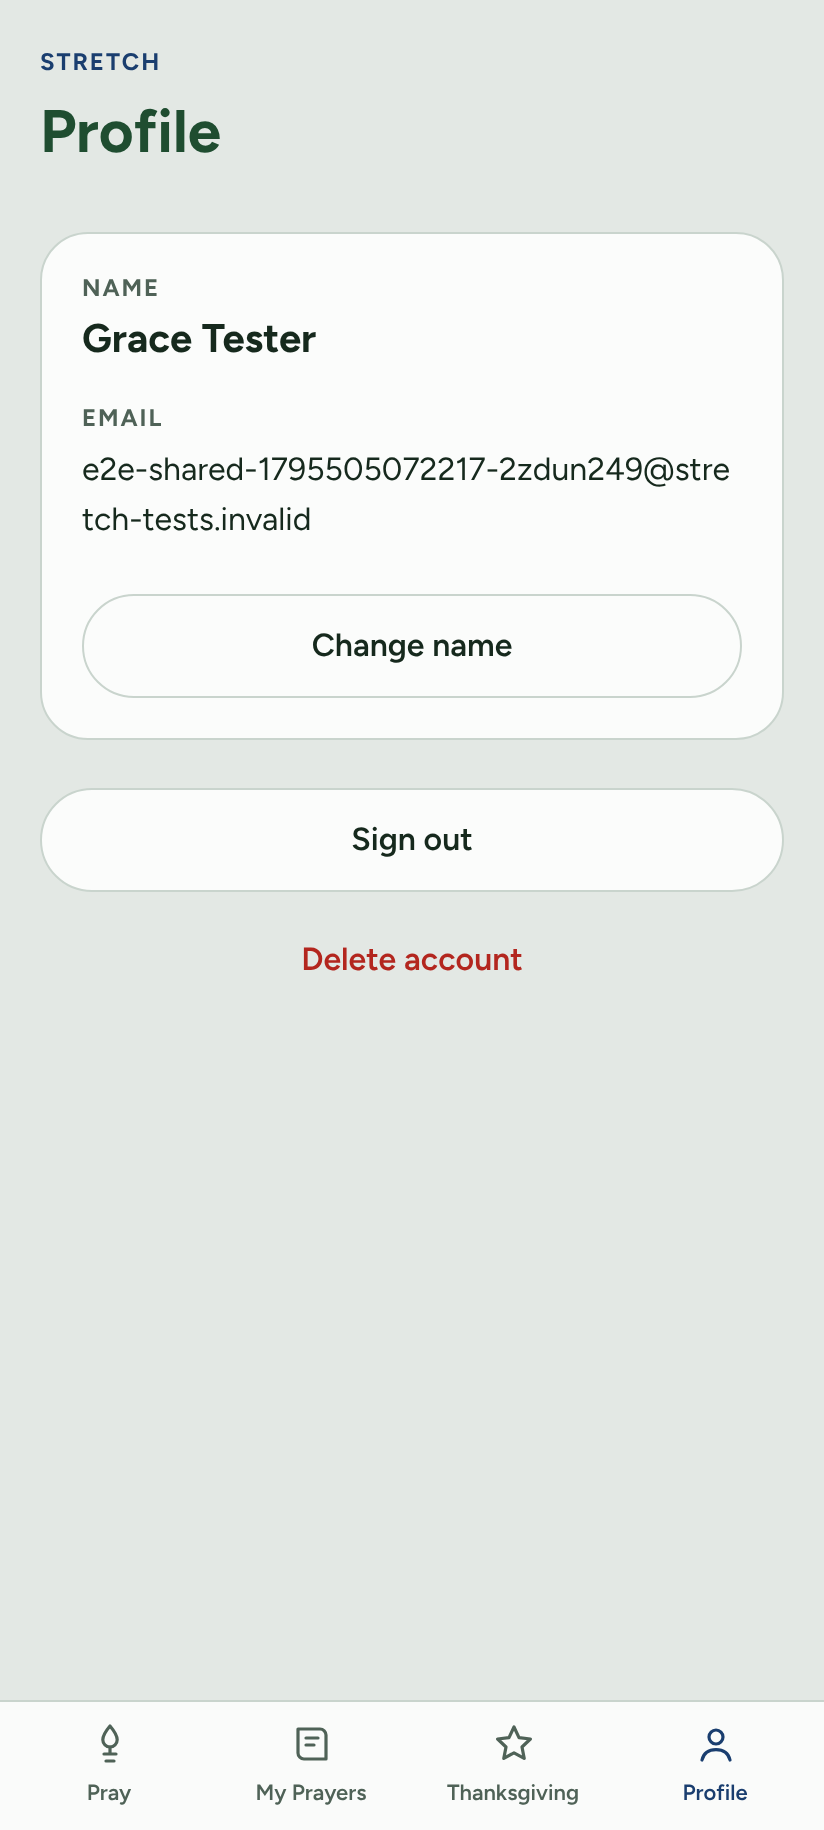 STRETCH
Profile
NAME
Grace Tester
EMAIL
e2e-shared-1795505072217-2zdun249@stre
tch-tests.invalid
Change name
Sign out
Delete account
Pray
My Prayers
Thanksgiving
Profile